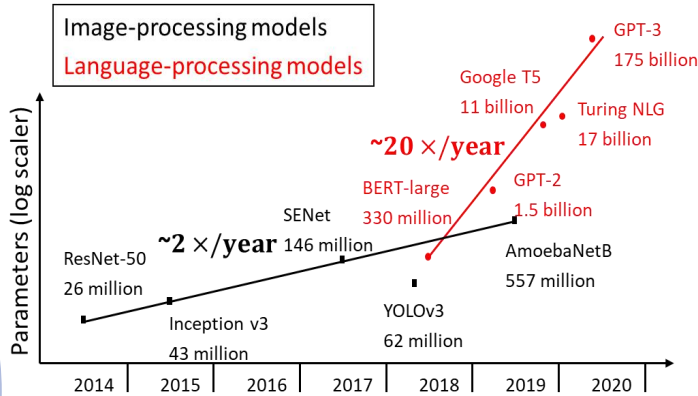 Image-processing models
Language-processing models
GPT-3
175 billion
Google T5
11 billion
Turing NLG
17 billion
~20 ×/year
BERT-large
330 million
GPT-2
1.5 billion
SENet
146 million
~2 ×/year
ResNet-50
26 million
AmoebaNetB
557 million
Inception v3
43 million
YOLOv3
62 million
Parameters (log scaler)
2014 2015 2016 2017 2018 2019 2020